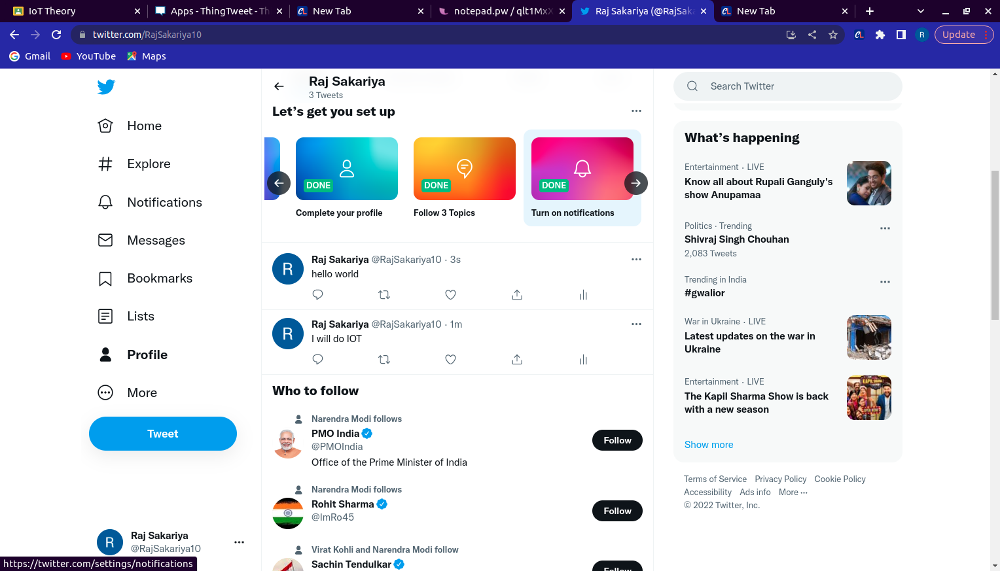 IoT Theory
Apps - ThingTweet - Th
New Tab
notepad.pw / qlt1MxX
Raj Sakariya (@RajSaka
New Tab
twitter.com/RajSakariya10
R
Update
Gmail
YouTube
Maps
Home
Explore
Notifications
Messages
Bookmarks
Lists
Profile
More
Tweet
R
Raj Sakariya
@RajSakariya10
https://twitter.com/settings/notifications
Raj Sakariya
3 Tweets
Let's get you set up
DONE
Complete your profile
DONE
Follow 3 Topics
DONE
Turn on notifications
R
Raj Sakariya @RajSakariya10 · 3s
hello world
R
Raj Sakariya @RajSakariya10 · 1m
I will do IOT
Who to follow
Narendra Modi follows
PMO India
@PMOIndia
Office of the Prime Minister of India
Follow
Narendra Modi follows
Rohit Sharma
@ImRo45
Follow
Virat Kohli and Narendra Modi follow
Sachin Tendulkar
Follow
Search Twitter
What's happening
Entertainment · LIVE
Know all about Rupali Ganguly's
show Anupamaa
Politics · Trending
Shivraj Singh Chouhan
2,083 Tweets
Trending in India
#gwalior
War in Ukraine · LIVE
Latest updates on the war in
Ukraine
Entertainment · LIVE
The Kapil Sharma Show is back
with a new season
Show more
Terms of Service Privacy Policy Cookie Policy
Accessibility Ads info More ···
© 2022 Twitter, Inc.